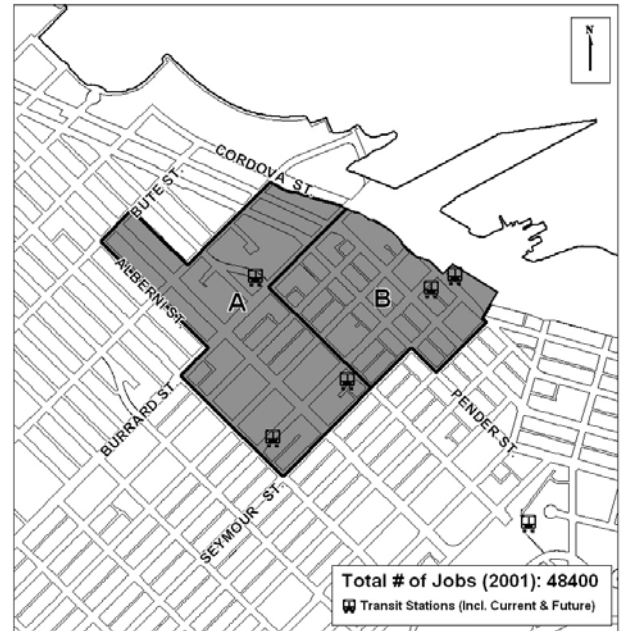 N
CORDOVA ST.
BUTE ST.
ALBERNI ST.
A
B
BURRARD ST.
PENDER ST.
SEYMOUR ST.
Total # of Jobs (2001): 48400
Transit Stations (Incl. Current & Future)